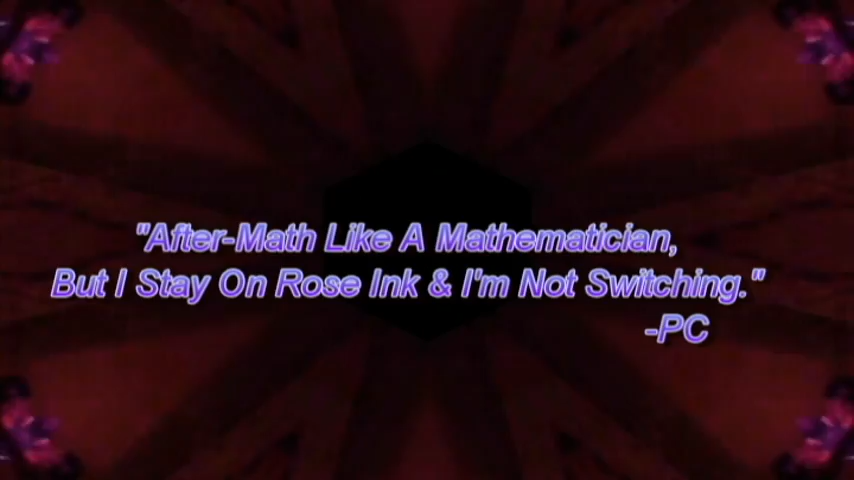 "After-Math Like A Mathematician,
But I Stay On Rose Ink & I'm Not Switching."
-PC